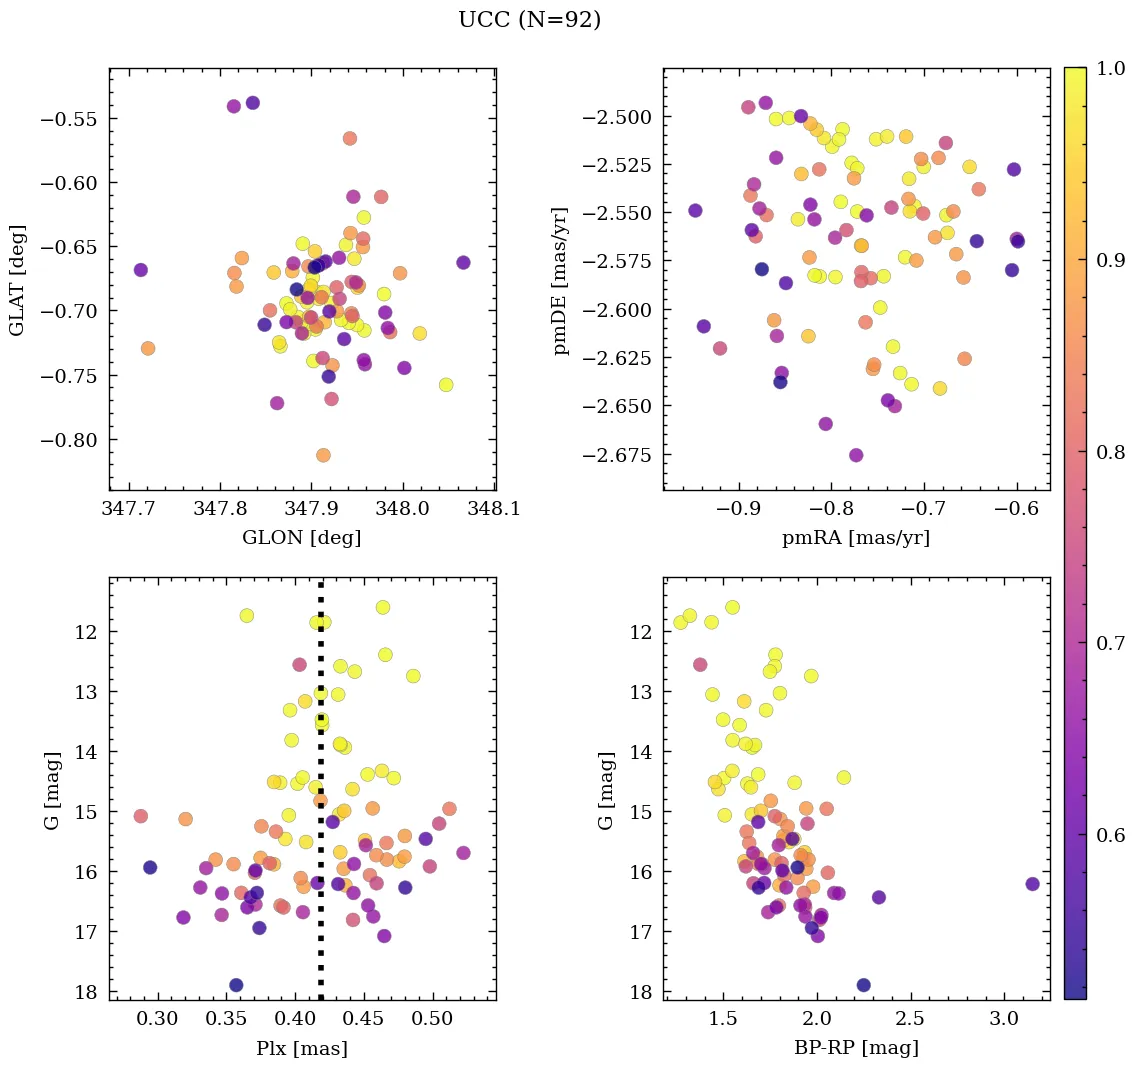 UCC (N=92)
−0.55
−0.60
−0.65
−0.70
−0.75
−0.80
GLAT [deg]
347.7 347.8 347.9 348.0 348.1
GLON [deg]
−2.500
−2.525
−2.550
−2.575
−2.600
−2.625
−2.650
−2.675
pmDE [mas/yr]
−0.9 −0.8 −0.7 −0.6
pmRA [mas/yr]
12
13
14
15
16
17
18
G [mag]
0.30 0.35 0.40 0.45 0.50
Plx [mas]
12
13
14
15
16
17
18
G [mag]
1.5 2.0 2.5 3.0
BP-RP [mag]
1.0
0.9
0.8
0.7
0.6